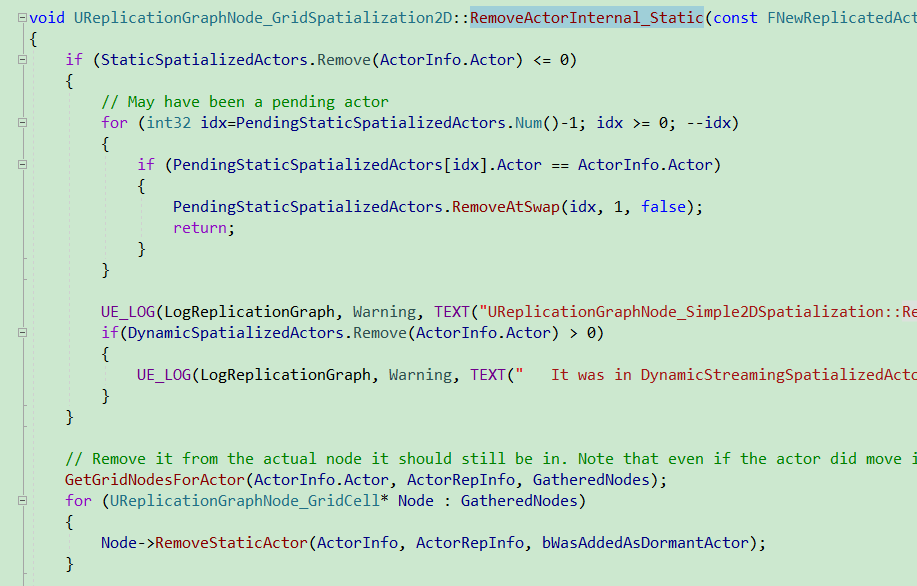 void UReplicationGraphNode_GridSpatialization2D::RemoveActorInternal_Static(const FNewReplicatedAct
{
if (StaticSpatializedActors.Remove(ActorInfo.Actor) <= 0)
{
// May have been a pending actor
for (int32 idx=PendingStaticSpatializedActors.Num()-1; idx >= 0; --idx)
{
if (PendingStaticSpatializedActors[idx].Actor == ActorInfo.Actor)
{
PendingStaticSpatializedActors.RemoveAtSwap(idx, 1, false);
return;
}
}
UE_LOG(LogReplicationGraph, Warning, TEXT("UReplicationGraphNode_Simple2DSpatialization::Re
if(DynamicSpatializedActors.Remove(ActorInfo.Actor) > 0)
{
UE_LOG(LogReplicationGraph, Warning, TEXT("   It was in DynamicStreamingSpatializedActo
}
}
// Remove it from the actual node it should still be in. Note that even if the actor did move i
GetGridNodesForActor(ActorInfo.Actor, ActorRepInfo, GatheredNodes);
for (UReplicationGraphNode_GridCell* Node : GatheredNodes)
{
Node->RemoveStaticActor(ActorInfo, ActorRepInfo, bWasAddedAsDormantActor);
}